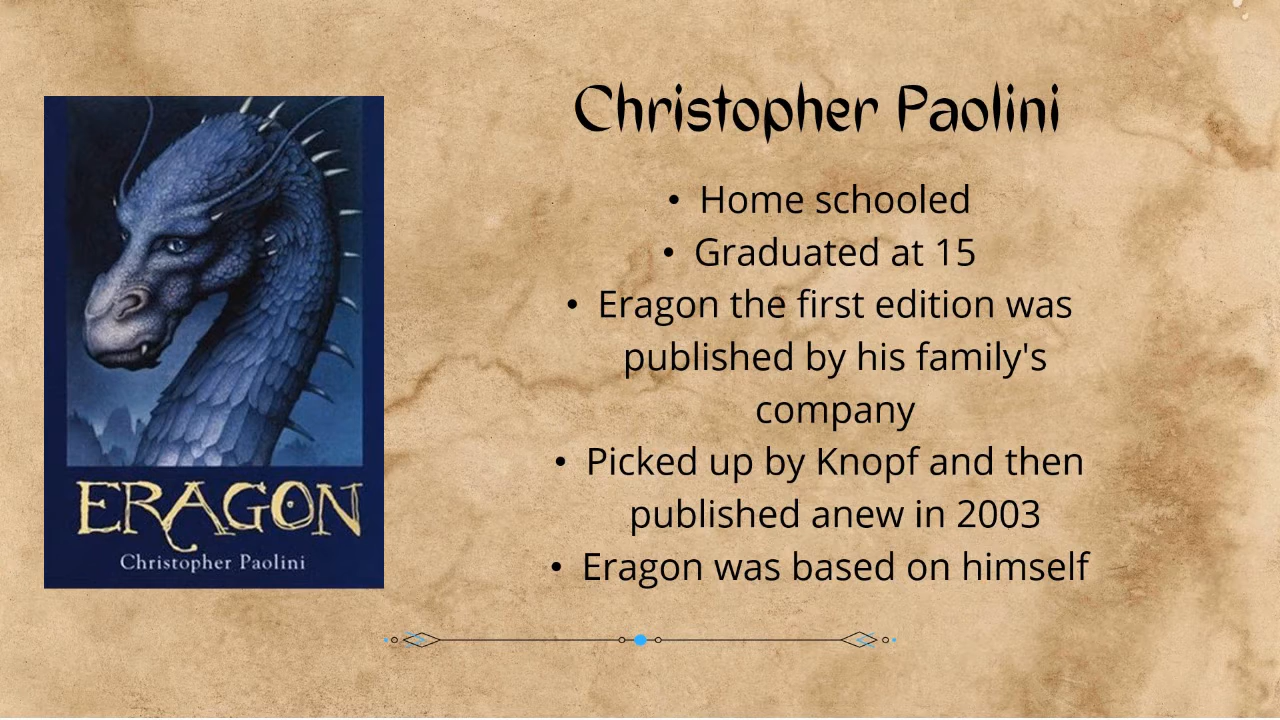 Christopher Paolini
• Home schooled
• Graduated at 15
• Eragon the first edition was
published by his family's
company
• Picked up by Knopf and then
published anew in 2003
• Eragon was based on himself
ERAGON
Christopher Paolini